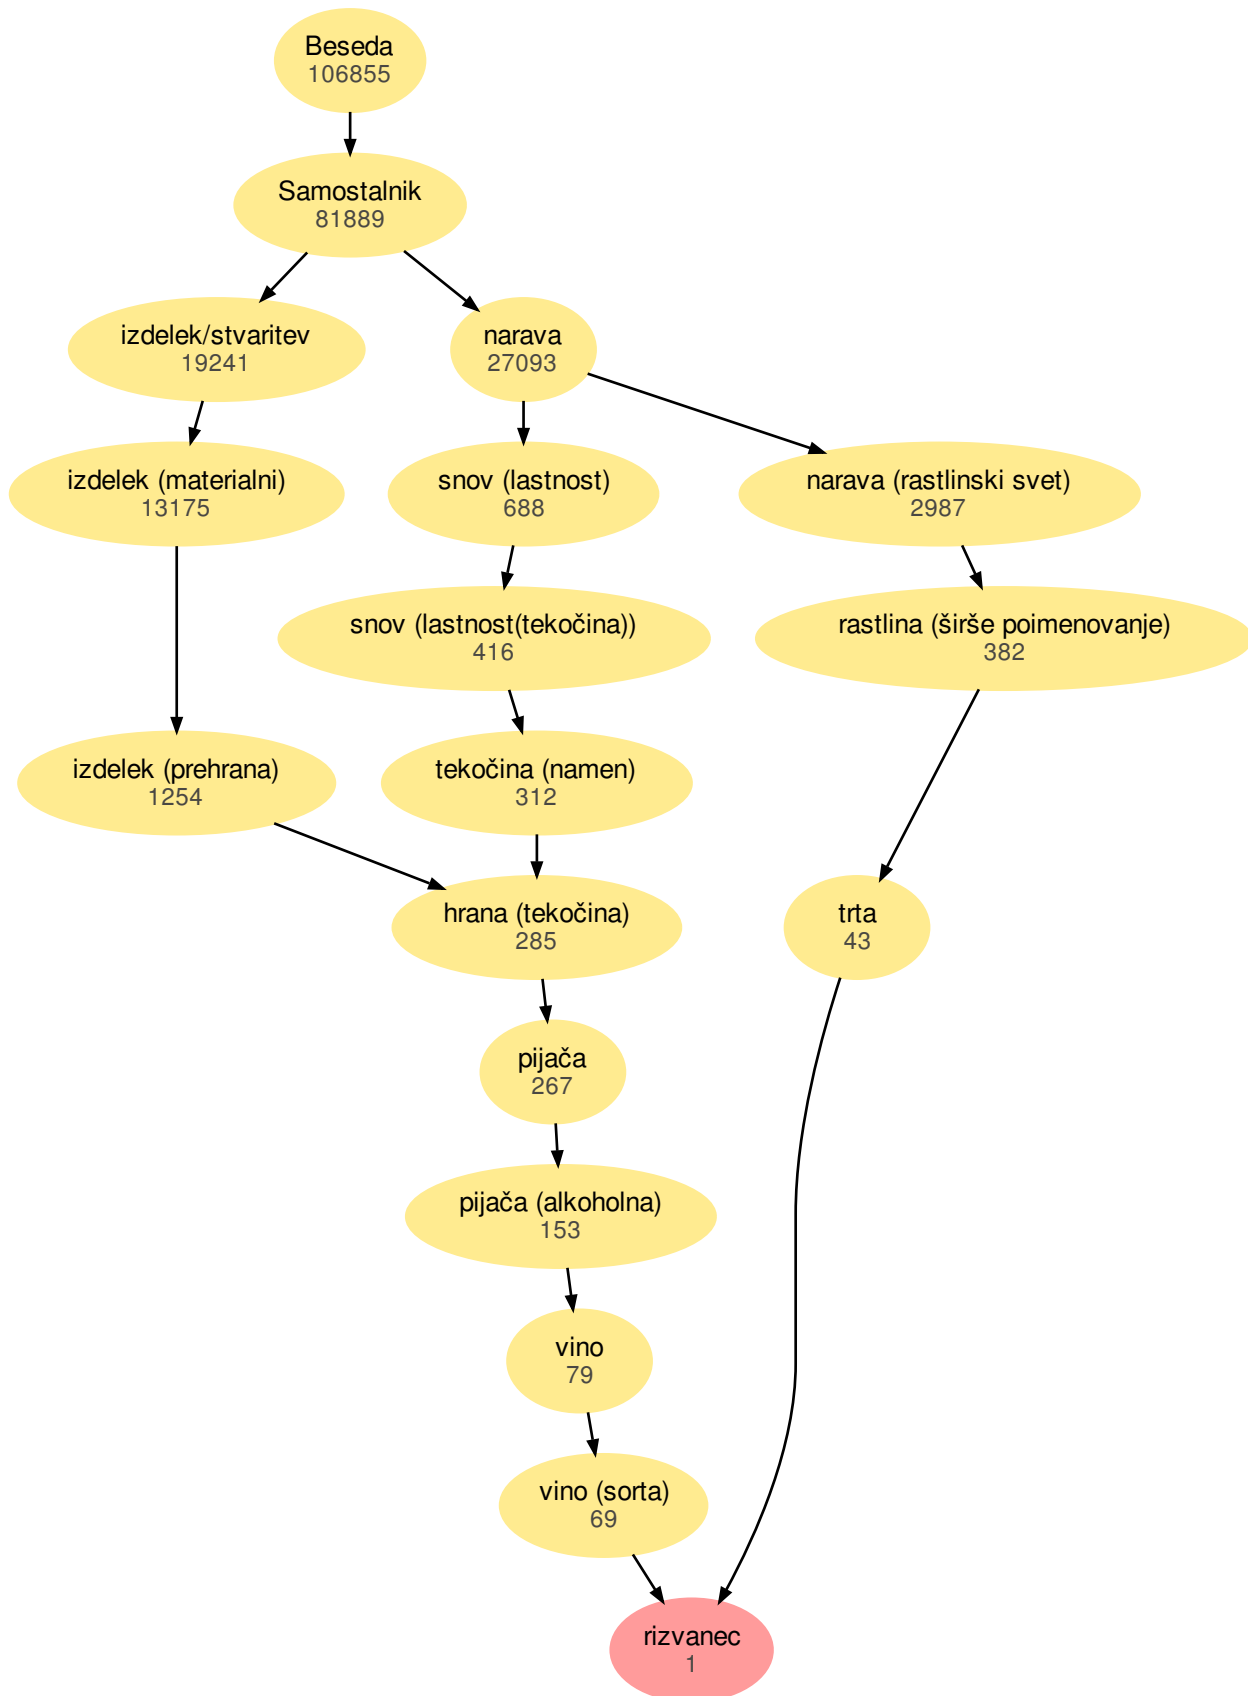 Beseda
106855
Samostalnik
81889
izdelek/stvaritev
19241
narava
27093
izdelek (materialni)
13175
snov (lastnost)
688
narava (rastlinski svet)
2987
snov (lastnost(tekočina))
416
rastlina (širše poimenovanje)
382
izdelek (prehrana)
1254
tekočina (namen)
312
hrana (tekočina)
285
trta
43
pijača
267
pijača (alkoholna)
153
vino
79
vino (sorta)
69
rizvanec
1